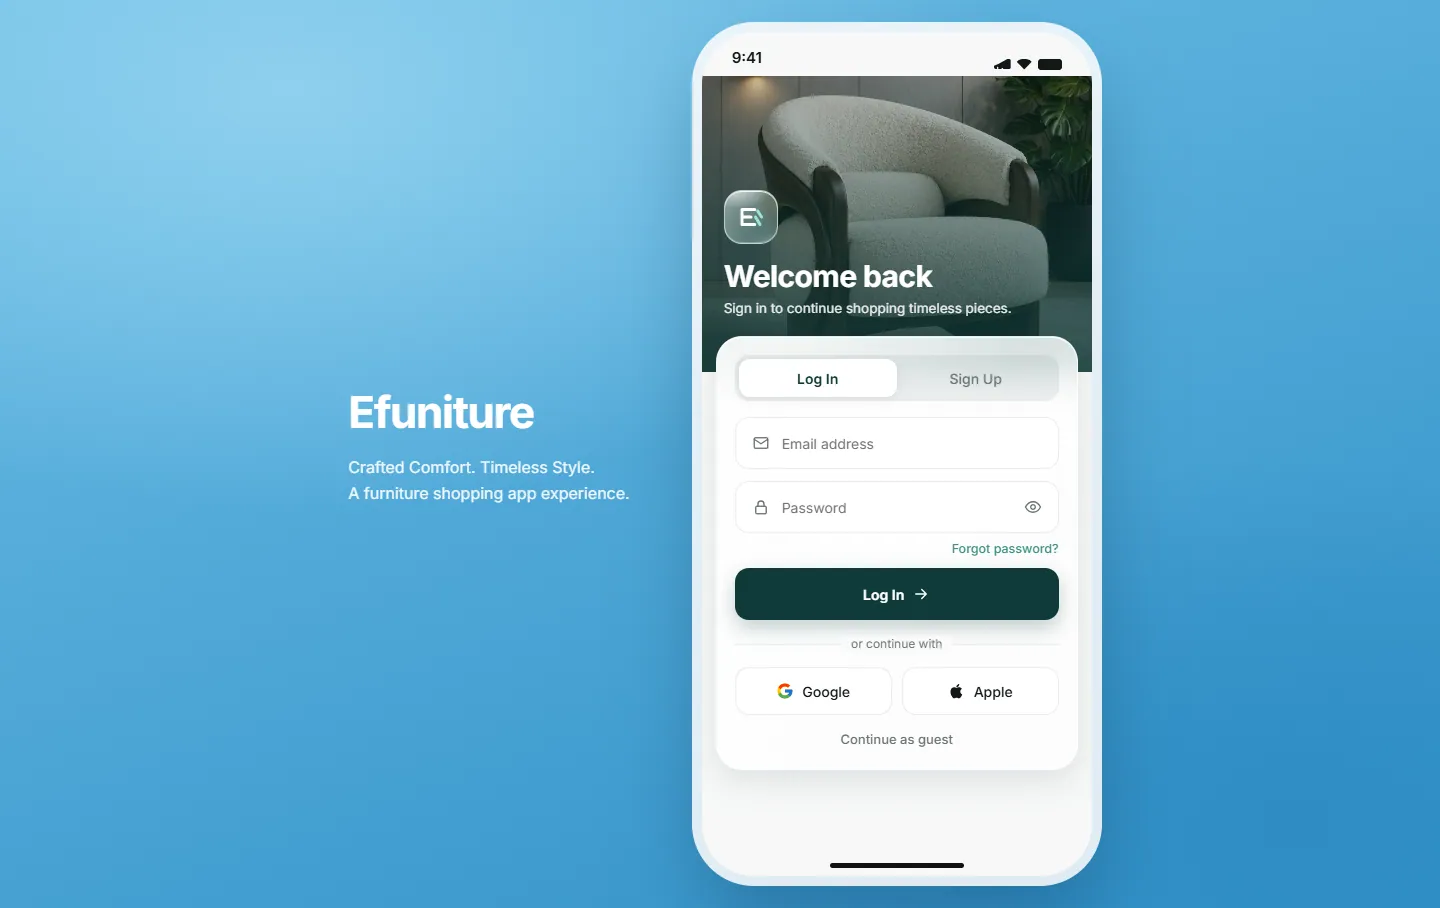 Efuniture
Crafted Comfort. Timeless Style.
A furniture shopping app experience.
9:41
E
Welcome back
Sign in to continue shopping timeless pieces.
Log In
Sign Up
Email address
Password
Forgot password?
Log In →
or continue with
Google
Apple
Continue as guest